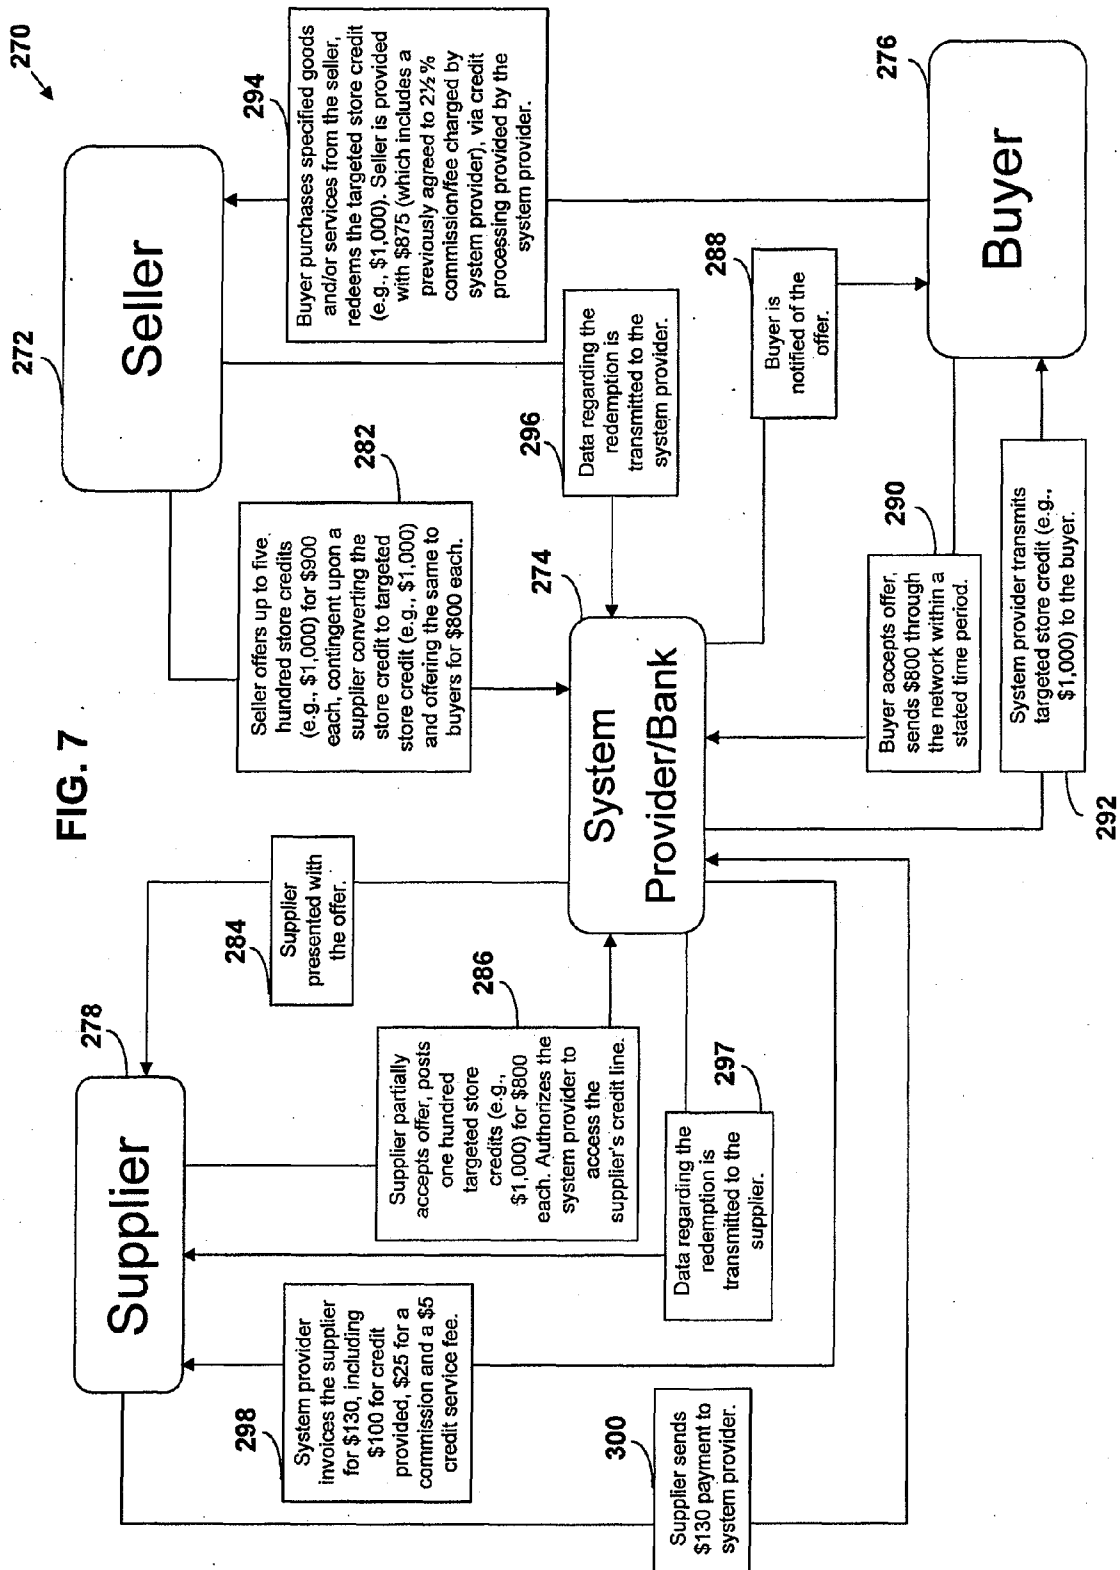 270
FIG. 7
272
Seller
294
Buyer purchases specified goods
and/or services from the seller,
redeems the targeted store credit
(e.g., $1,000). Seller is provided
with $875 (which includes a
previously agreed to 2½ %
commission/fee charged by
system provider), via credit
processing provided by the
system provider.
282
Seller offers up to five
hundred store credits
(e.g., $1,000) for $900
each, contingent upon a
supplier converting the
store credit to targeted
store credit (e.g., $1,000)
and offering the same to
buyers for $800 each.
296
Data regarding the
redemption is
transmitted to the
system provider.
278
Supplier
284
Supplier
presented with
the offer.
286
Supplier partially
accepts offer, posts
one hundred
targeted store
credits (e.g.,
$1,000) for $800
each. Authorizes the
system provider to
access the
supplier's credit line.
274
System
Provider/Bank
288
Buyer is
notified of the
offer.
276
Buyer
290
Buyer accepts offer,
sends $800 through
the network within a
stated time period.
292
System provider transmits
targeted store credit (e.g.,
$1,000) to the buyer.
297
Data regarding the
redemption is
transmitted to the
supplier.
298
System provider
invoices the supplier
for $130, including
$100 for credit
provided, $25 for a
commission and a $5
credit service fee.
300
Supplier sends
$130 payment to
system provider.